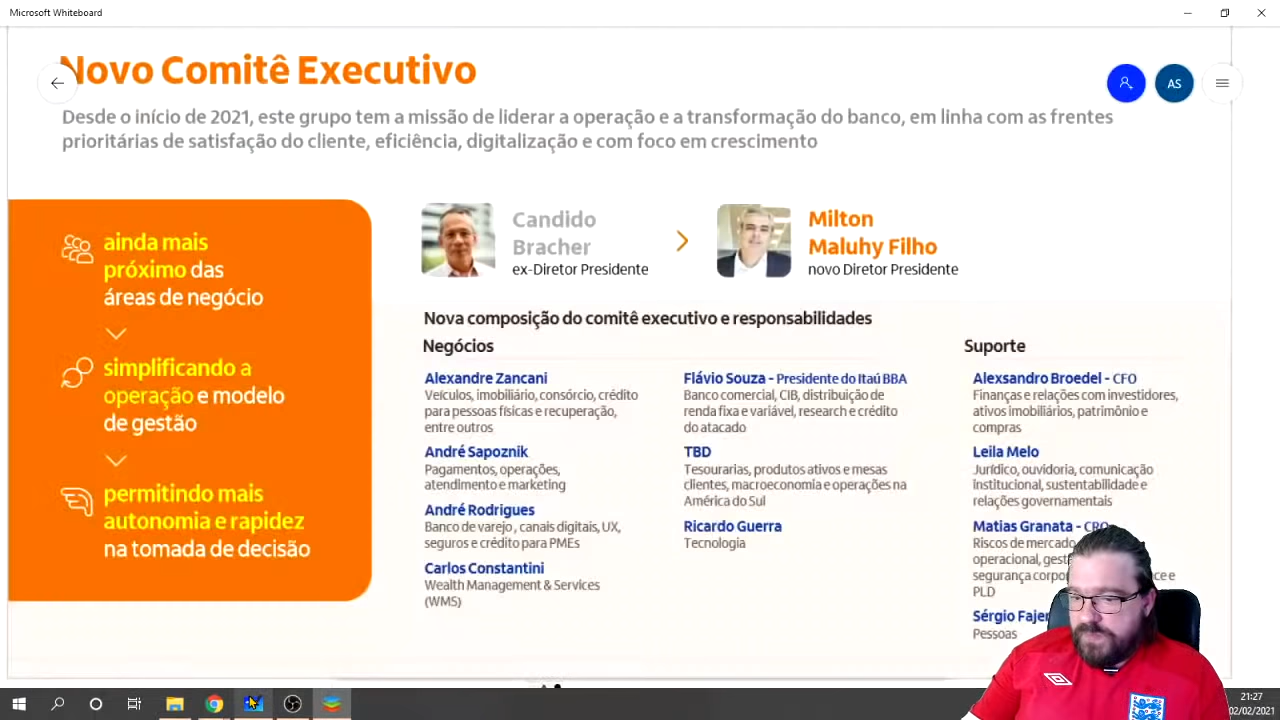 Microsoft Whiteboard
Novo Comitê Executivo
AS
Desde o início de 2021, este grupo tem a missão de liderar a operação e a transformação do banco, em linha com as frentes
prioritárias de satisfação do cliente, eficiência, digitalização e com foco em crescimento
ainda mais
próximo das
áreas de negócio
simplificando a
operação e modelo
de gestão
permitindo mais
autonomia e rapidez
na tomada de decisão
Candido
Bracher
ex-Diretor Presidente
Milton
Maluhy Filho
novo Diretor Presidente
Nova composição do comitê executivo e responsabilidades
Negócios
Alexandre Zancani
Veículos, imobiliário, consórcio, crédito
para pessoas físicas e recuperação,
entre outros
André Sapoznik
Pagamentos, operações,
atendimento e marketing
André Rodrigues
Banco de varejo, canais digitais, UX,
seguros e crédito para PMEs
Carlos Constantini
Wealth Management & Services
(WMS)
Flávio Souza - Presidente do Itaú BBA
Banco comercial, CIB, distribuição de
renda fixa e variável, research e crédito
do atacado
TBD
Tesourarias, produtos ativos e mesas
clientes, macroeconomia e operações na
América do Sul
Ricardo Guerra
Tecnologia
Suporte
Alexsandro Broedel - CFO
Finanças e relações com investidores,
ativos imobiliários, patrimônio e
compras
Leila Melo
Jurídico, ouvidoria, comunicação
institucional, sustentabilidade e
relações governamentais
Matias Granata - CRO
Riscos de mercado
operacional,
segurança
e
PLD
Sérgio
Pessoas
umbro
21:27
02/02/2021